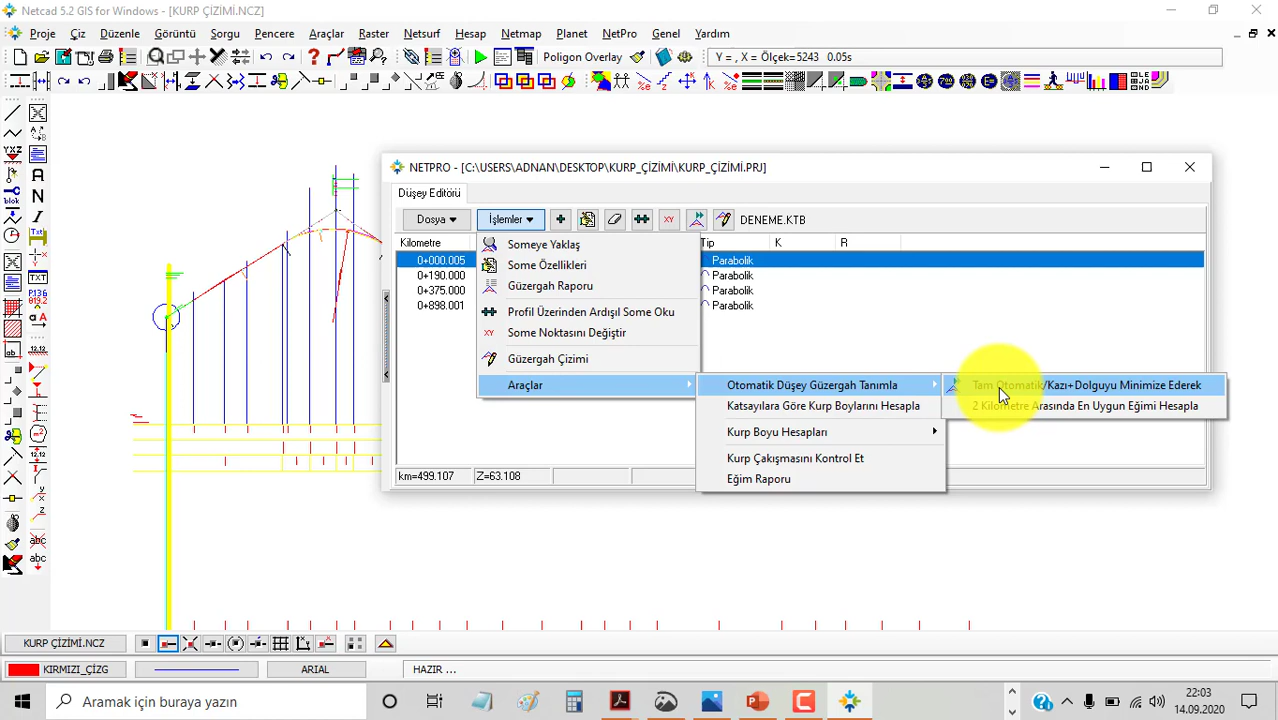 Netcad 5.2 GIS for Windows - [KURP ÇİZİMİ.NCZ]
Proje Çiz Düzenle Görüntü Sorgu Pencere Araçlar Raster Netsurf Hesap Netmap Planet NetPro Genel Yardım
Poligon Overlay Y = , X = Ölçek=5243 0.05s
NETPRO - [C:\USERS\ADNAN\DESKTOP\KURP_ÇİZİMİ\KURP_ÇİZİMİ.PRJ]
Düşey Editörü
Dosya İşlemler XY DENEME.KTB
Kilometre Tip K R
0+000.005 Parabolik
0+190.000 Parabolik
0+375.000 Parabolik
0+898.001 Parabolik
Someye Yaklaş
Some Özellikleri
Güzergah Raporu
Profil Üzerinden Ardışıl Some Oku
XY Some Noktasını Değiştir
Güzergah Çizimi
Araçlar
Otomatik Düşey Güzergah Tanımla
Katsayılara Göre Kurp Boylarını Hesapla
Kurp Boyu Hesapları
Kurp Çakışmasını Kontrol Et
Eğim Raporu
Tam Otomatik/Kazı+Dolguyu Minimize Ederek
2 Kilometre Arasında En Uygun Eğimi Hesapla
km=499.107 Z=63.108
KURP ÇİZİMİ.NCZ
KIRMIZI_ÇİZG ARIAL HAZIR ...
Aramak için buraya yazın
22:03
14.09.2020